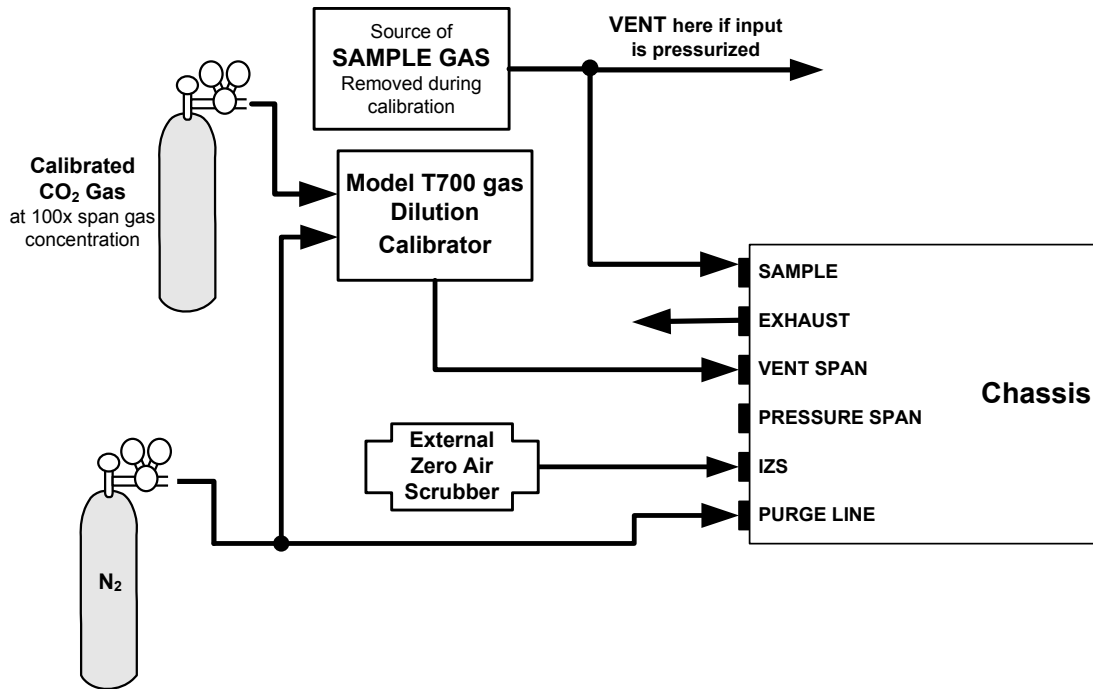 Source of
SAMPLE GAS
Removed during
calibration
VENT here if input
is pressurized
Calibrated
CO₂ Gas
at 100x span gas
concentration
Model T700 gas
Dilution
Calibrator
SAMPLE
EXHAUST
VENT SPAN
PRESSURE SPAN
IZS
PURGE LINE
Chassis
External
Zero Air
Scrubber
N₂